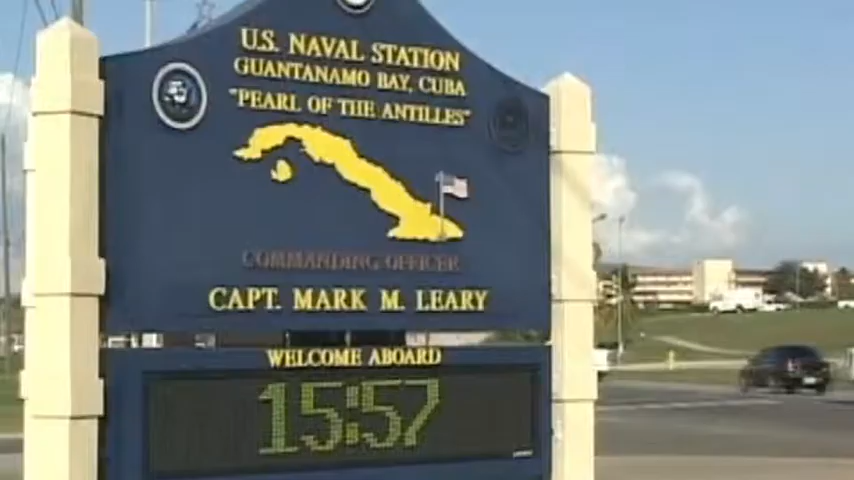 U.S. NAVAL STATION
GUANTANAMO BAY, CUBA
"PEARL OF THE ANTILLES"
COMMANDING OFFICER
CAPT. MARK M. LEARY
WELCOME ABOARD
15:57